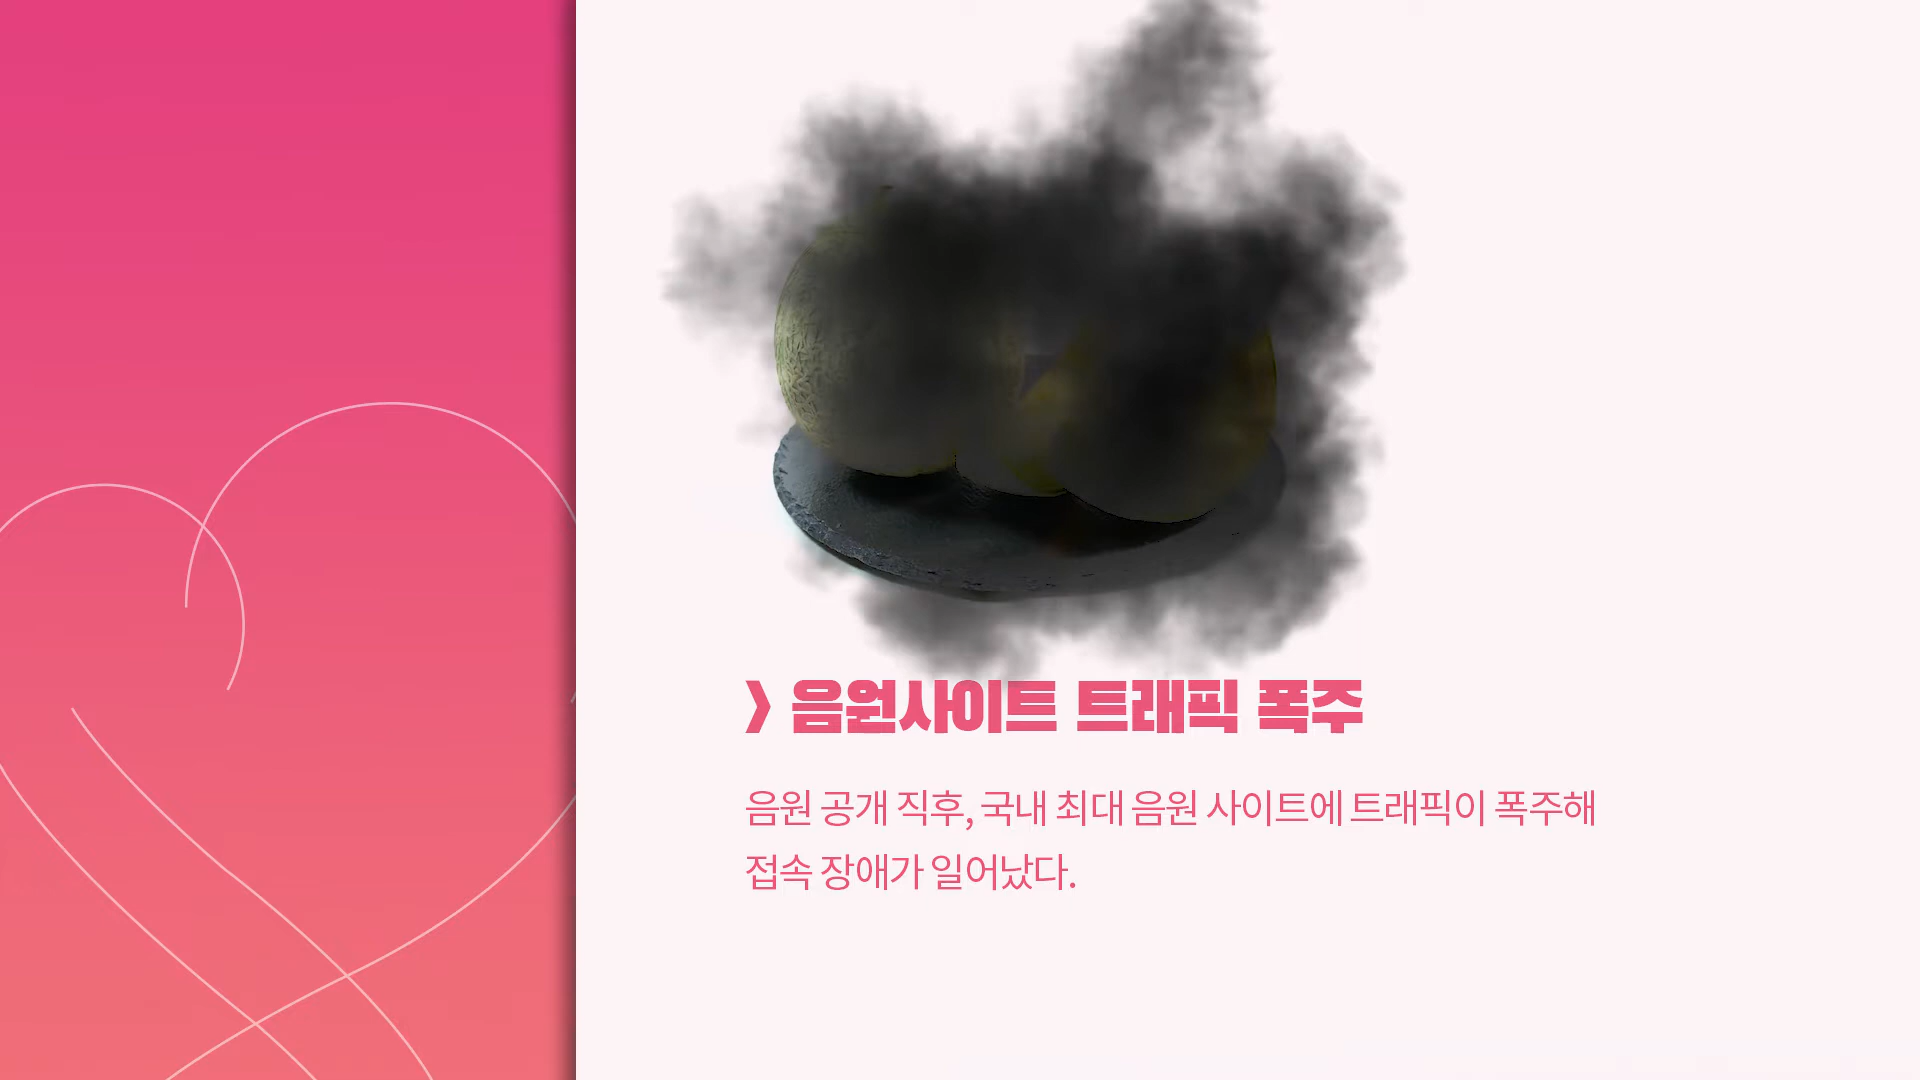 > 음원사이트 트래픽 폭주
음원 공개 직후, 국내 최대 음원 사이트에 트래픽이 폭주해
접속 장애가 일어났다.